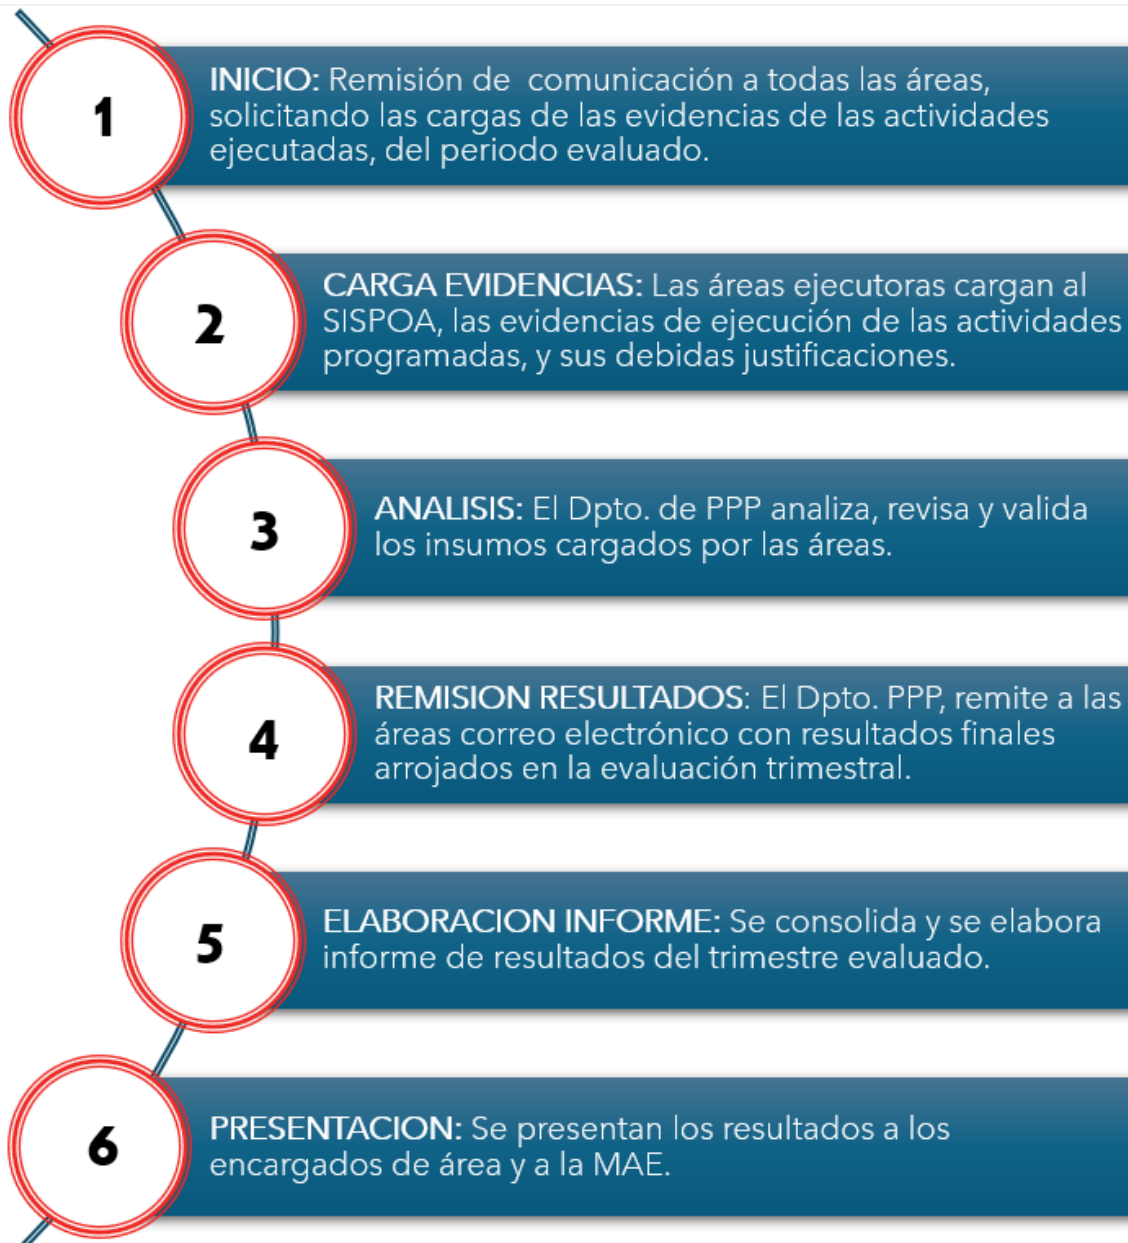 1
INICIO: Remisión de comunicación a todas las áreas,
solicitando las cargas de las evidencias de las actividades
ejecutadas, del periodo evaluado.
2
CARGA EVIDENCIAS: Las áreas ejecutoras cargan al
SISPOA, las evidencias de ejecución de las actividades
programadas, y sus debidas justificaciones.
3
ANALISIS: El Dpto. de PPP analiza, revisa y valida
los insumos cargados por las áreas.
4
REMISION RESULTADOS: El Dpto. PPP, remite a las
áreas correo electrónico con resultados finales
arrojados en la evaluación trimestral.
5
ELABORACION INFORME: Se consolida y se elabora
informe de resultados del trimestre evaluado.
6
PRESENTACION: Se presentan los resultados a los
encargados de área y a la MAE.